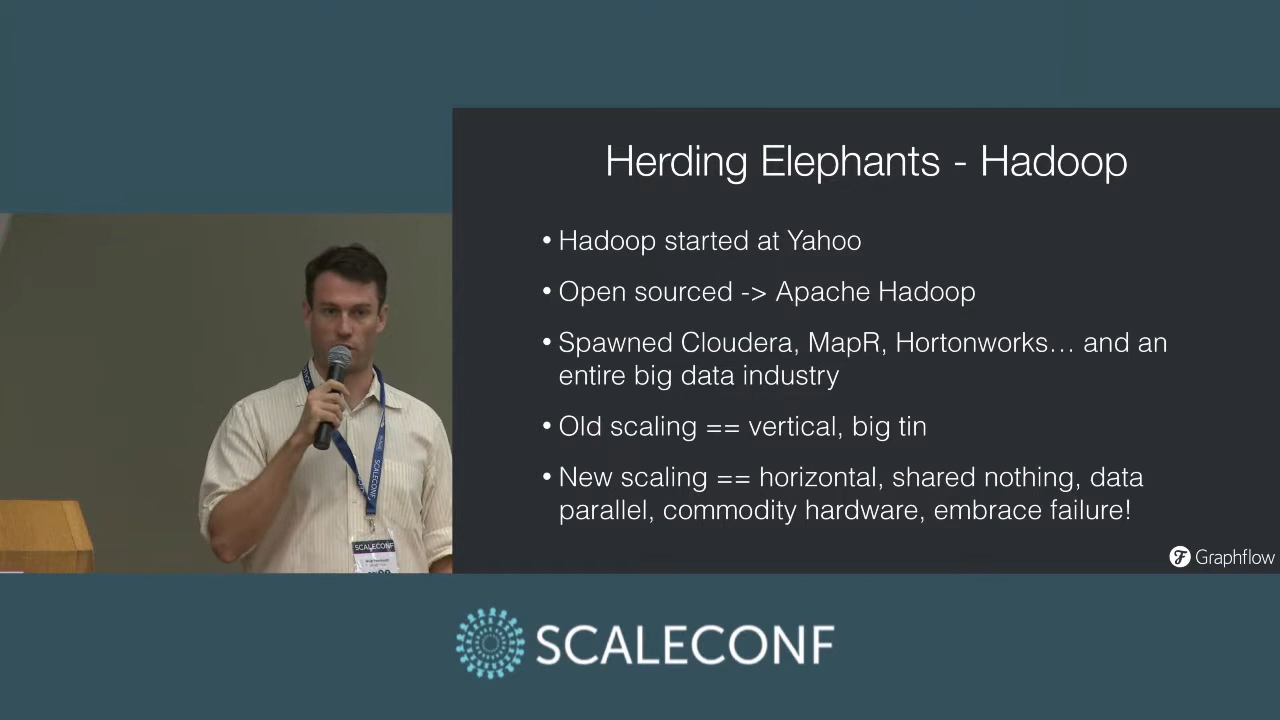 Herding Elephants - Hadoop
• Hadoop started at Yahoo
• Open sourced -> Apache Hadoop
• Spawned Cloudera, MapR, Hortonworks… and an
entire big data industry
• Old scaling == vertical, big tin
• New scaling == horizontal, shared nothing, data
parallel, commodity hardware, embrace failure!
Graphflow
SCALECONF
SCALECONF
SCALECONF